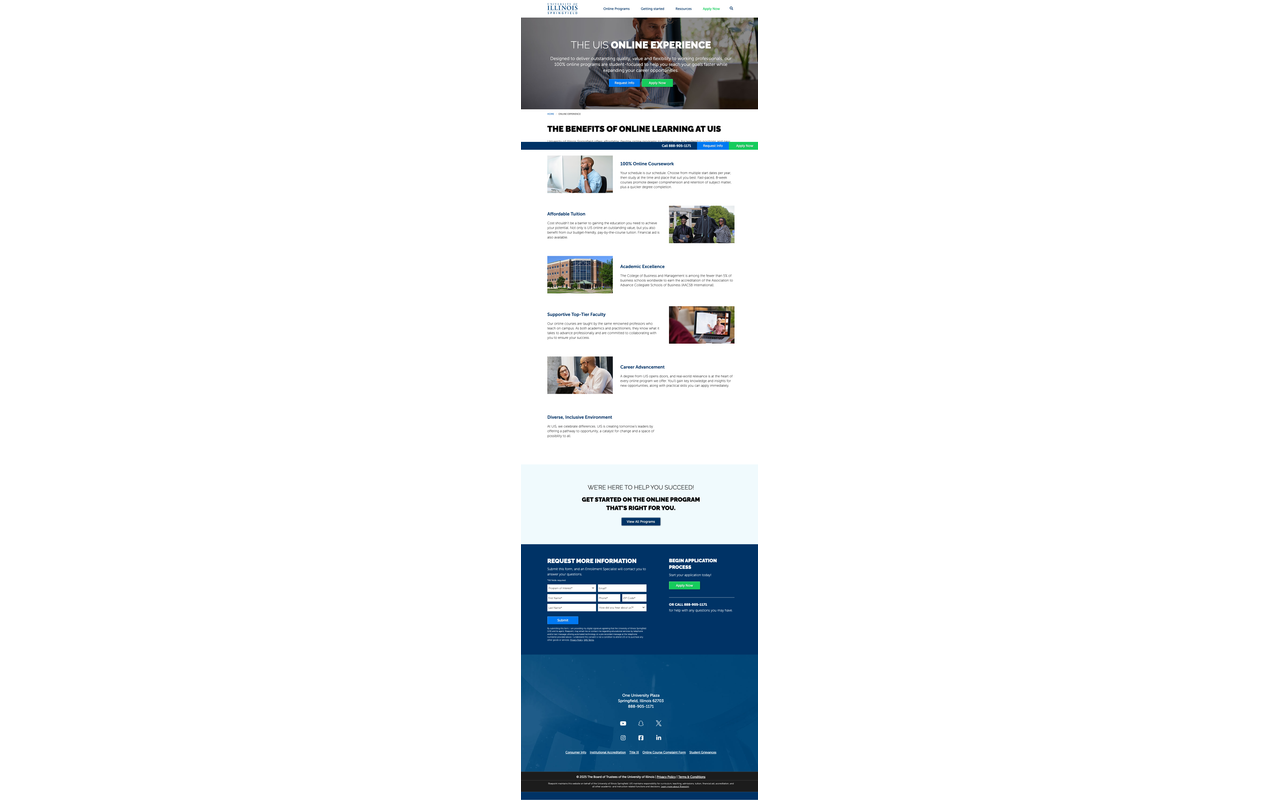 UNIVERSITY OF
ILLINOIS
SPRINGFIELD
Online Programs
Getting started
Resources
Apply Now
THE UIS ONLINE EXPERIENCE
Designed to deliver outstanding quality, value and flexibility to working professionals, our
100% online programs are student-focused to help you reach your goals faster while
expanding your career opportunities.
Request Info
Apply Now
HOME
ONLINE EXPERIENCE
THE BENEFITS OF ONLINE LEARNING AT UIS
Call 888-905-1171
Request Info
Apply Now
100% Online Coursework
Your schedule is our schedule. Choose from multiple start dates per year,
then study at the time and place that suit you best. Fast-paced, 8-week
courses promote deeper comprehension and retention of subject matter,
plus a quicker degree completion.
Affordable Tuition
Cost shouldn't be a barrier to gaining the education you need to achieve
your potential. Not only is UIS online an outstanding value, but you also
benefit from our budget-friendly, pay-by-the-course tuition. Financial aid is
also available.
Academic Excellence
The College of Business and Management is among the fewer than 5% of
business schools worldwide to earn the accreditation of the Association to
Advance Collegiate Schools of Business (AACSB International).
Supportive Top-Tier Faculty
Our online courses are taught by the same renowned professors who
teach on campus. As both academics and practitioners, they know what it
takes to advance professionally and are committed to collaborating with
you to ensure your success.
Career Advancement
A degree from UIS opens doors, and real-world relevance is at the heart of
every online program we offer. You'll gain key knowledge and insights for
new opportunities, along with practical skills you can apply immediately.
Diverse, Inclusive Environment
At UIS, we celebrate differences. UIS is creating tomorrow's leaders by
offering a pathway to opportunity, a catalyst for change and a space of
possibility to all.
WE'RE HERE TO HELP YOU SUCCEED!
GET STARTED ON THE ONLINE PROGRAM
THAT'S RIGHT FOR YOU.
View All Programs
REQUEST MORE INFORMATION
Submit this form, and an Enrollment Specialist will contact you to
answer your questions.
Email*
First Name*
Phone*
ZIP Code*
Last Name*
How did you hear about us?*
Submit
BEGIN APPLICATION
PROCESS
Start your application today!
Apply Now
OR CALL 888-905-1171
for help with any questions you may have.
One University Plaza
Springfield, Illinois 62703
888-905-1171
Consumer Info
Institutional Accreditation
Title IX
Online Course Complaint Form
Student Grievances
© 2025 The Board of Trustees of the University of Illinois | Privacy Policy | Terms & Conditions